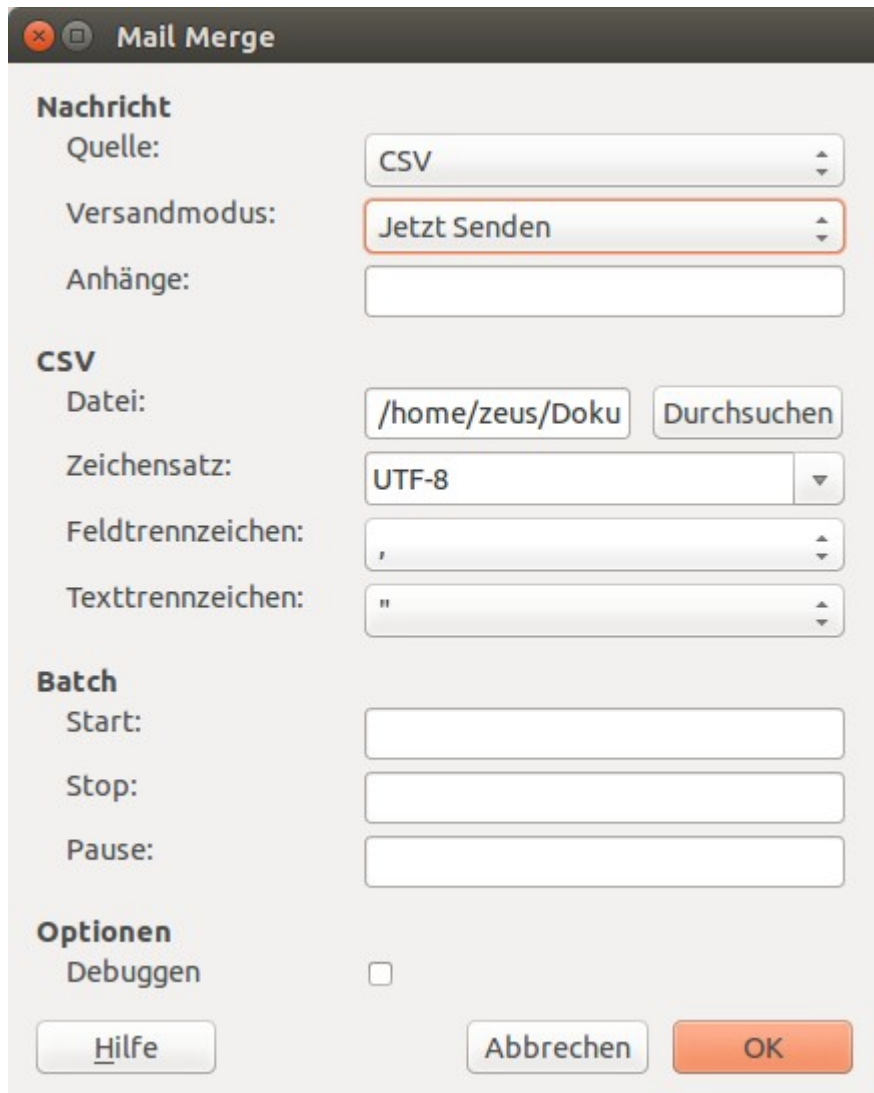 Mail Merge
Nachricht
Quelle: CSV
Versandmodus: Jetzt Senden
Anhänge:
CSV
Datei: /home/zeus/Doku Durchsuchen
Zeichensatz: UTF-8
Feldtrennzeichen: ,
Texttrennzeichen: "
Batch
Start:
Stop:
Pause:
Optionen
Debuggen
Hilfe Abbrechen OK